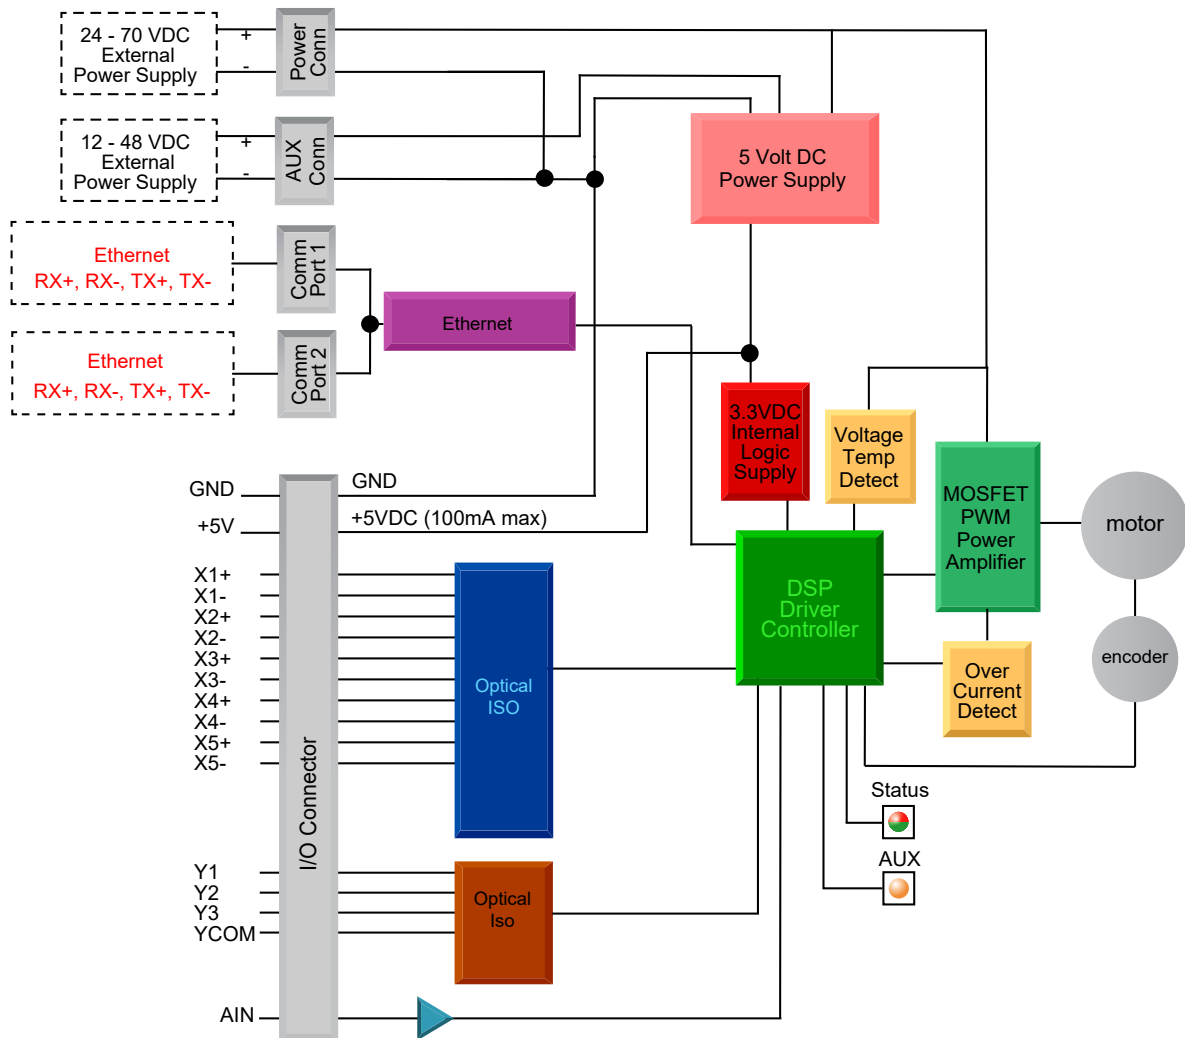 24 - 70 VDC
External
Power Supply
+
-
Power
Conn
12 - 48 VDC
External
Power Supply
+
-
AUX
Conn
5 Volt DC
Power Supply
Ethernet
RX+, RX-, TX+, TX-
Comm
Port 1
Ethernet
Ethernet
RX+, RX-, TX+, TX-
Comm
Port 2
3.3VDC
Internal
Logic
Supply
Voltage
Temp
Detect
MOSFET
PWM
Power
Amplifier
motor
encoder
GND
GND
+5V
+5VDC (100mA max)
X1+
X1-
X2+
X2-
X3+
X3-
X4+
X4-
X5+
X5-
I/O Connector
Optical
ISO
DSP
Driver
Controller
Over
Current
Detect
Status
AUX
Y1
Y2
Y3
YCOM
Optical
Iso
AIN